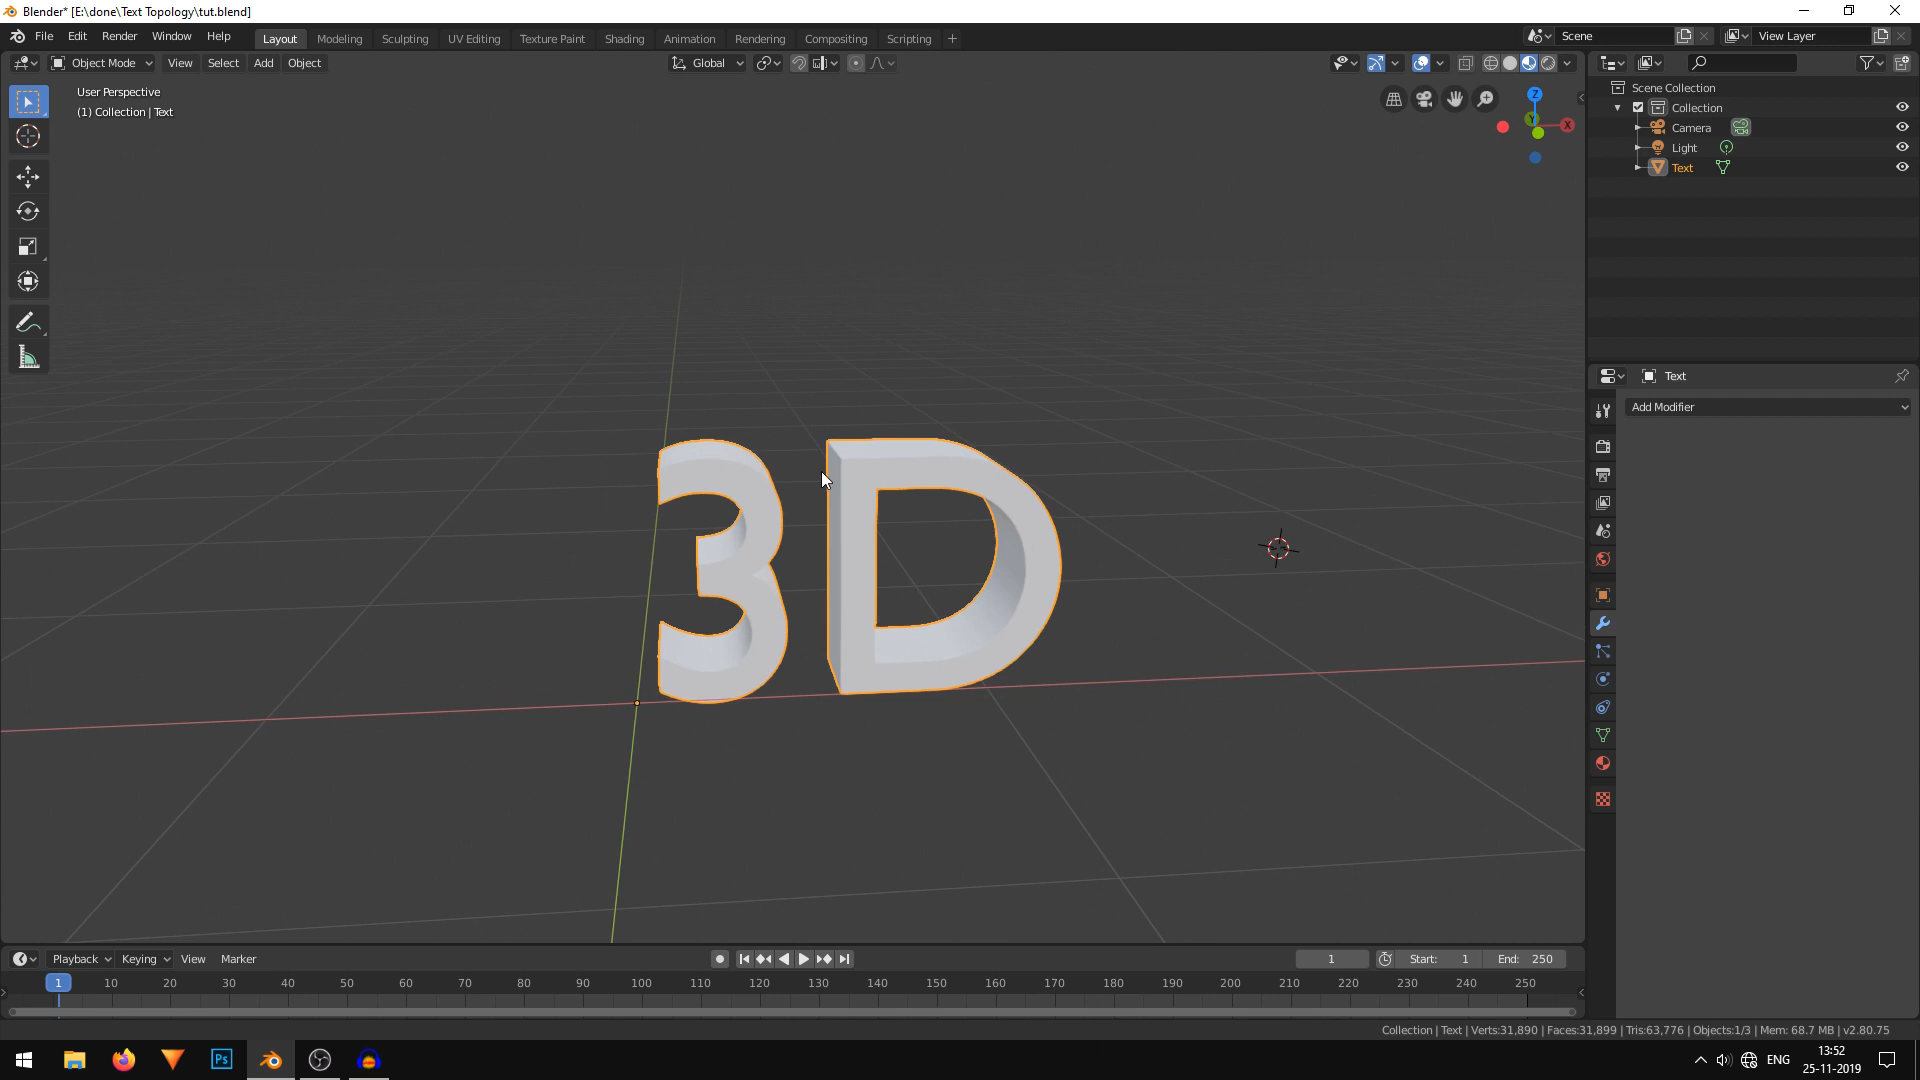 Blender* [E:\done\Text Topology\tut.blend]
File Edit Render Window Help Layout Modeling Sculpting UV Editing Texture Paint Shading Animation Rendering Compositing Scripting + Scene View Layer
Object Mode View Select Add Object Global
User Perspective
(1) Collection | Text
Z
Y
X
Scene Collection
Collection
Camera
Light
Text
Text
Add Modifier
3D
Playback Keying View Marker 1 Start: 1 End: 250
1 10 20 30 40 50 60 70 80 90 100 110 120 130 140 150 160 170 180 190 200 210 220 230 240 250
Collection | Text | Verts:31,890 | Faces:31,899 | Tris:63,776 | Objects:1/3 | Mem: 68.7 MB | v2.80.75
Ps
ENG
13:52
25-11-2019